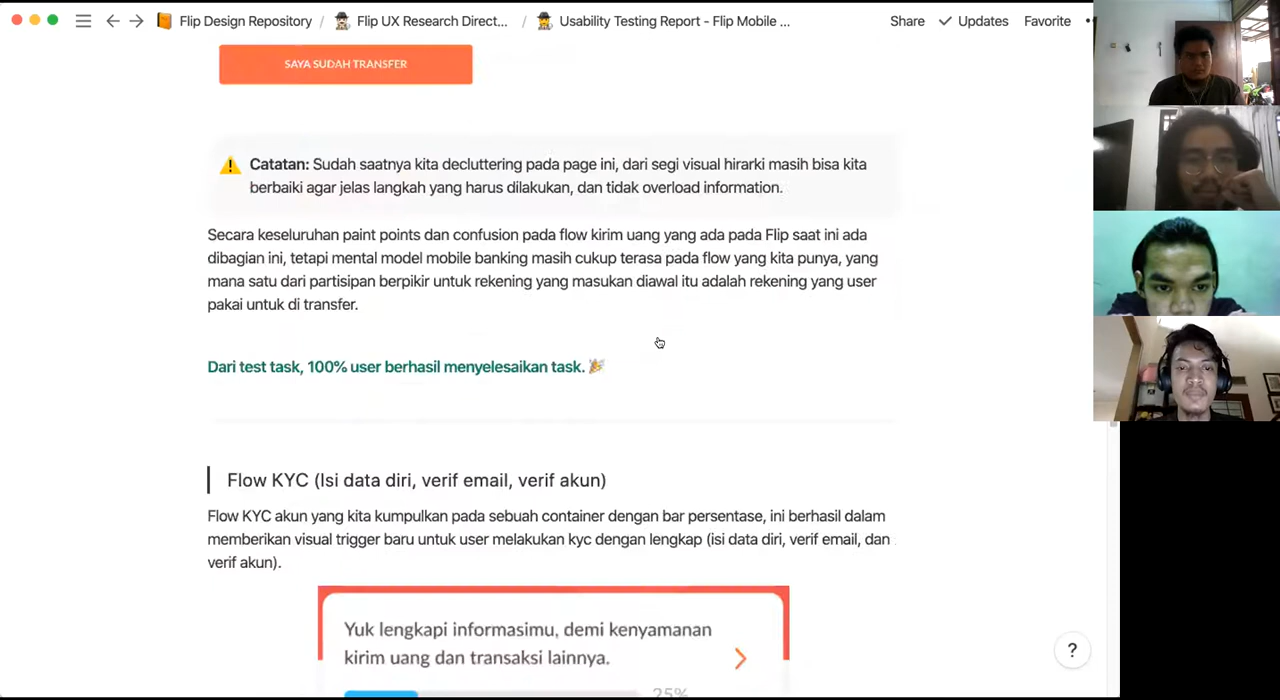 Flip Design Repository / Flip UX Research Direct... / Usability Testing Report - Flip Mobile ... Share Updates Favorite
SAYA SUDAH TRANSFER
Catatan: Sudah saatnya kita decluttering pada page ini, dari segi visual hirarki masih bisa kita
berbaiki agar jelas langkah yang harus dilakukan, dan tidak overload information.
Secara keseluruhan paint points dan confusion pada flow kirim uang yang ada pada Flip saat ini ada
dibagian ini, tetapi mental model mobile banking masih cukup terasa pada flow yang kita punya, yang
mana satu dari partisipan berpikir untuk rekening yang masukan diawal itu adalah rekening yang user
pakai untuk di transfer.
Dari test task, 100% user berhasil menyelesaikan task.
Flow KYC (Isi data diri, verif email, verif akun)
Flow KYC akun yang kita kumpulkan pada sebuah container dengan bar persentase, ini berhasil dalam
memberikan visual trigger baru untuk user melakukan kyc dengan lengkap (isi data diri, verif email, dan
verif akun).
Yuk lengkapi informasimu, demi kenyamanan
kirim uang dan transaksi lainnya.
25%
?